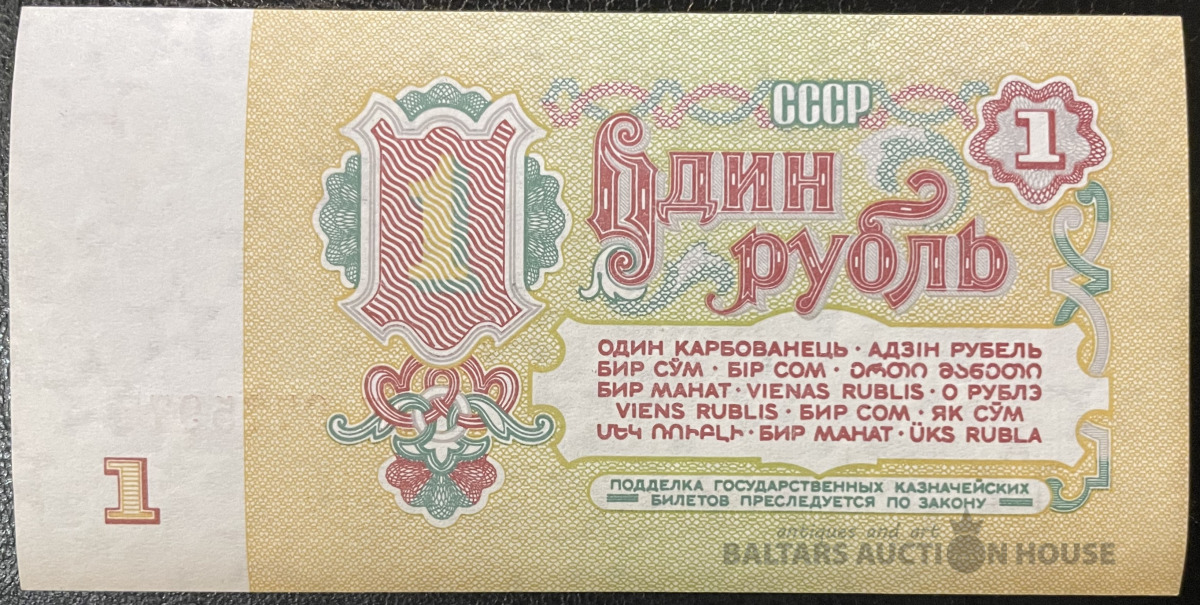 СССР
1
Один
рубль
1
ОДИН КАРБОВАНЕЦЬ · АДЗІН РУБЕЛЬ
БИР СЎМ · БІР СОМ · ერთი მანეთი
БИР МАНАТ · VIENAS RUBLIS · О РУБЛЭ
VIENS RUBLIS · БИР СОМ · ЯК СӮМ
ՄԵԿ ՌՈՒԲԼԻ · БИР МАНАТ · ÜKS RUBLA
ПОДДЕЛКА ГОСУДАРСТВЕННЫХ КАЗНАЧЕЙСКИХ
БИЛЕТОВ ПРЕСЛЕДУЕТСЯ ПО ЗАКОНУ
1
antiques and art
BALTARS AUCTION HOUSE